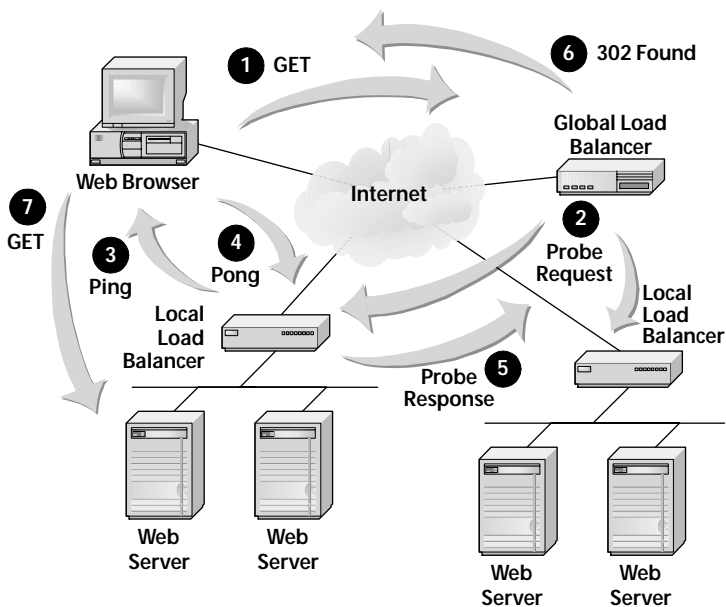 1 GET
6 302 Found
Global Load
Balancer
Web Browser
Internet
7
GET
3
Ping
4
Pong
2
Probe
Request
Local
Load
Balancer
Local
Load
Balancer
Probe
Response
5
Web
Server
Web
Server
Web
Server
Web
Server